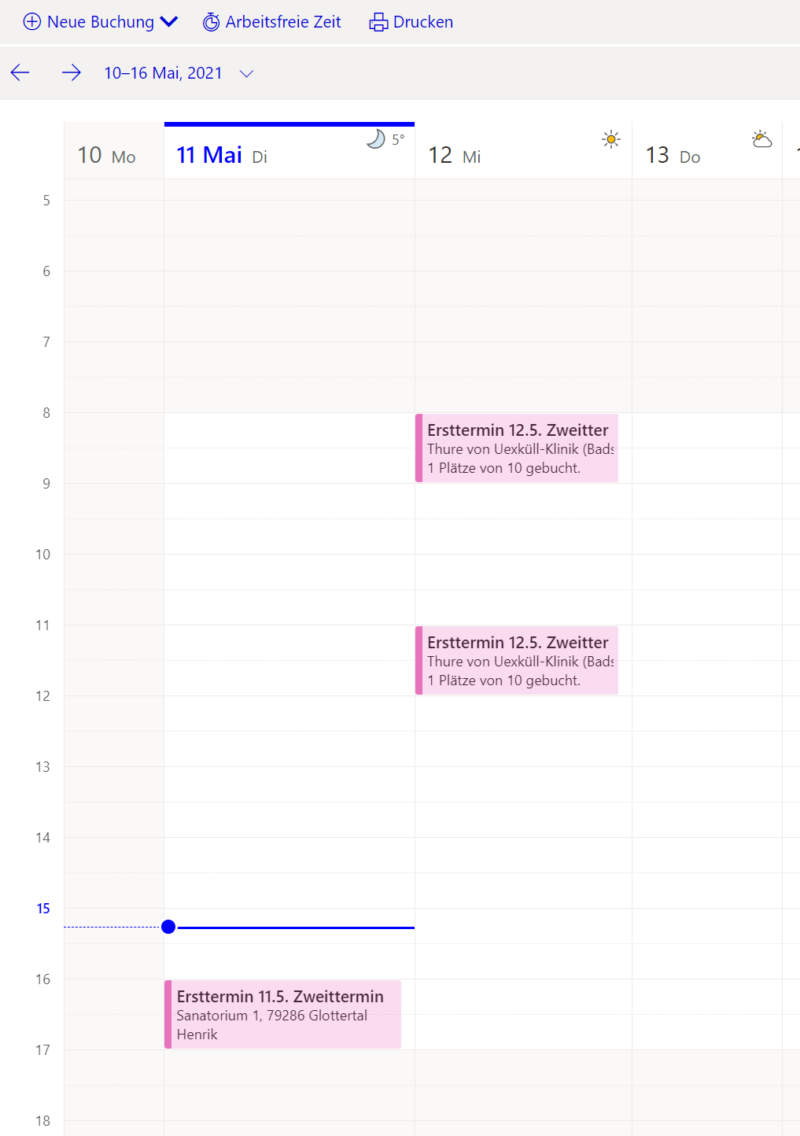 Neue Buchung Arbeitsfreie Zeit Drucken
10–16 Mai, 2021
10 Mo 11 Mai Di 5° 12 Mi 13 Do
5
6
7
8
Ersttermin 12.5. Zweitter
Thure von Uexküll-Klinik (Bads
1 Plätze von 10 gebucht.
9
10
11
Ersttermin 12.5. Zweitter
Thure von Uexküll-Klinik (Bads
1 Plätze von 10 gebucht.
12
13
14
15
16
Ersttermin 11.5. Zweittermin
Sanatorium 1, 79286 Glottertal
Henrik
17
18